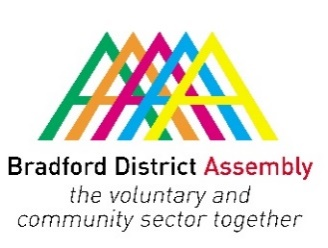 Bradford District Assembly
the voluntary and
community sector together